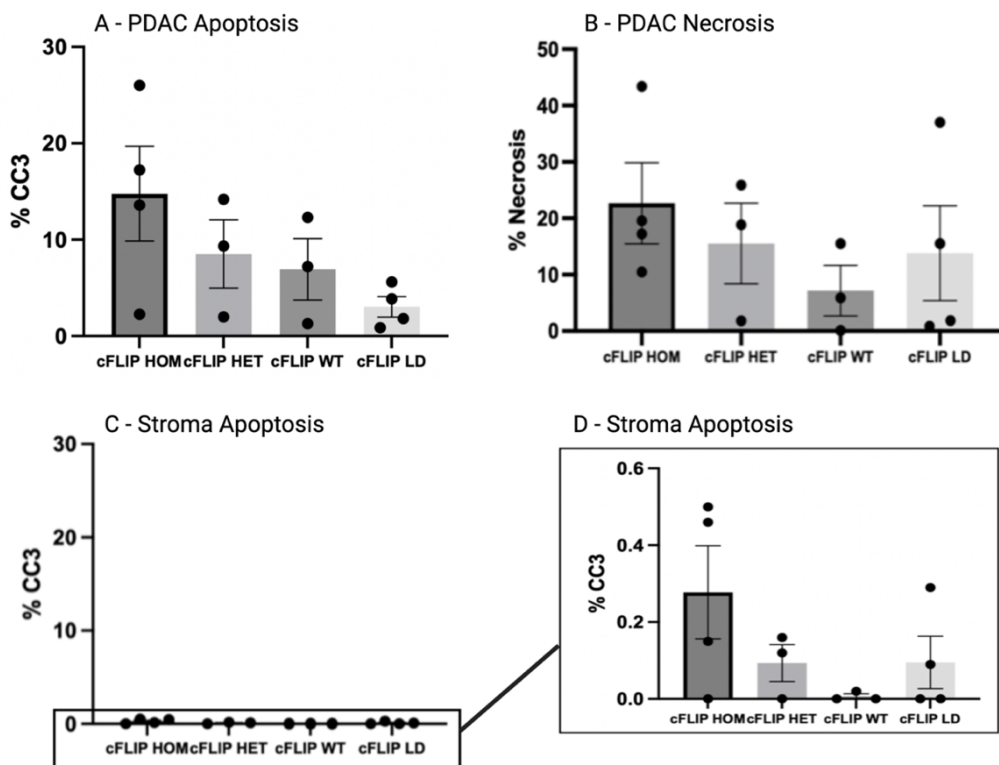 A - PDAC Apoptosis
30
20
10
0
% CC3
cFLIP HOM cFLIP HET cFLIP WT cFLIP LD
B - PDAC Necrosis
50
40
30
20
10
0
% Necrosis
cFLIP HOM cFLIP HET cFLIP WT cFLIP LD
C - Stroma Apoptosis
30
20
10
0
% CC3
cFLIP HOM cFLIP HET cFLIP WT cFLIP LD
D - Stroma Apoptosis
0.6
0.4
0.2
0.0
% CC3
cFLIP HOM cFLIP HET cFLIP WT cFLIP LD